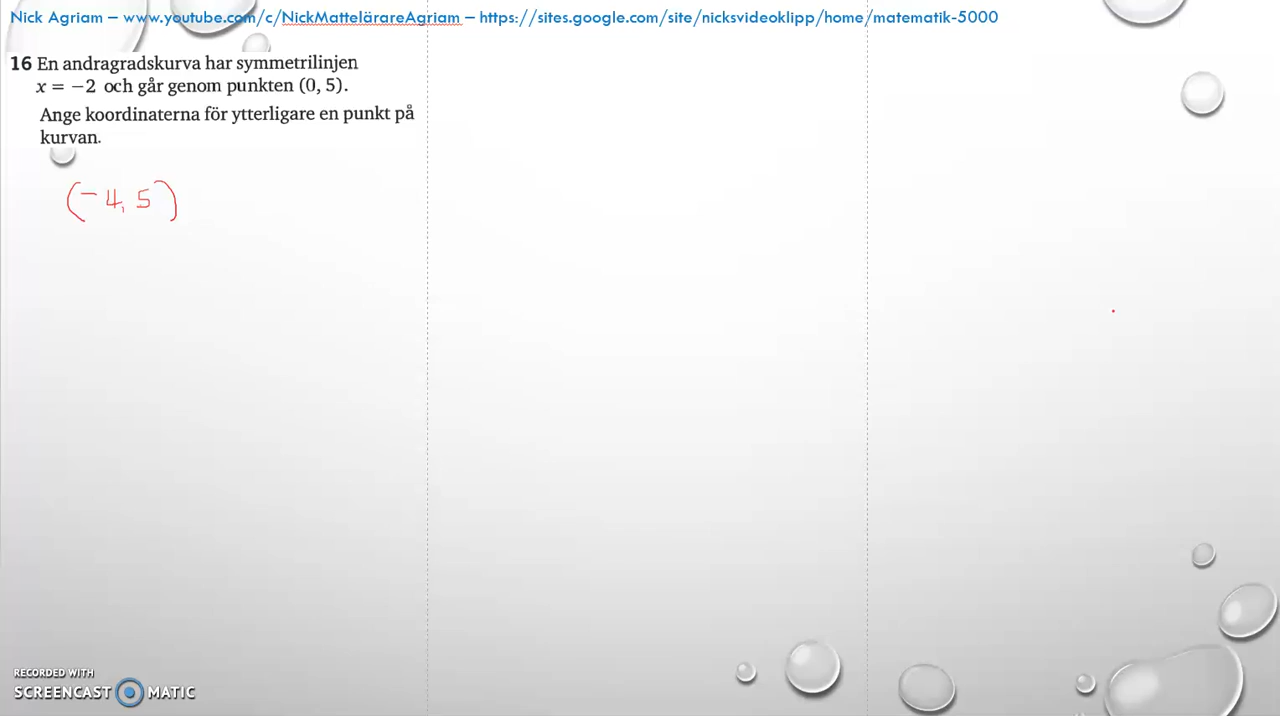 Nick Agriam – www.youtube.com/c/NickMattelärareAgriam – https://sites.google.com/site/nicksvideoklipp/home/matematik-5000
16 En andragradskurva har symmetrilinjen
x = −2 och går genom punkten (0, 5).
Ange koordinaterna för ytterligare en punkt på
kurvan.
(−4, 5)
RECORDED WITH
SCREENCAST MATIC